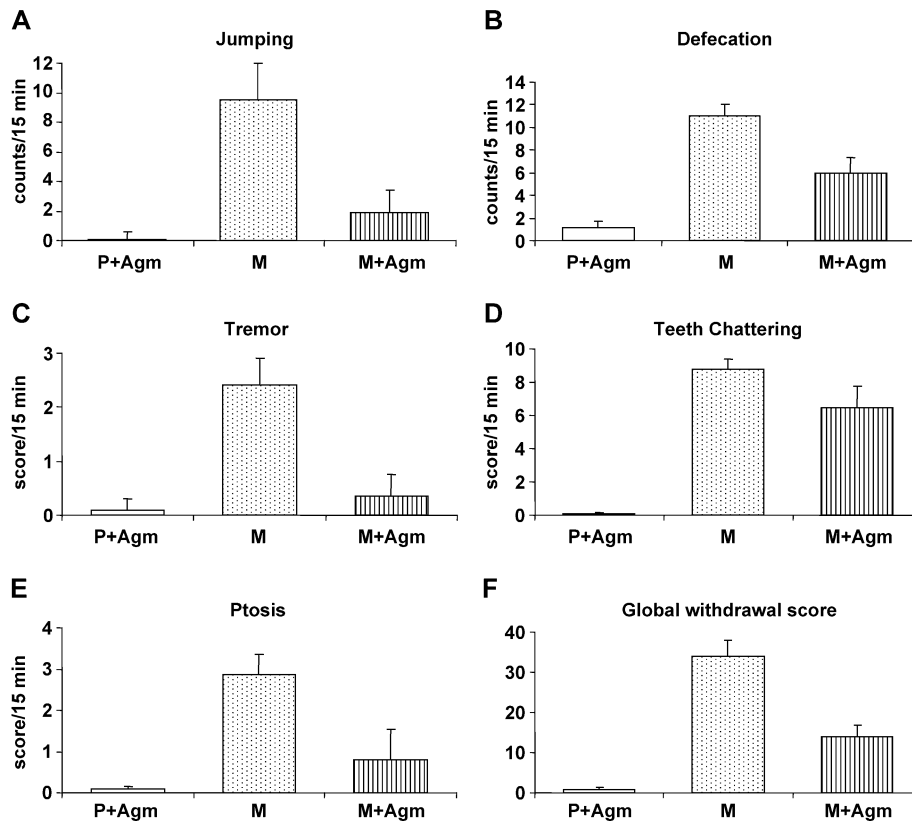 A
Jumping
counts/15 min
12
10
8
6
4
2
0
P+Agm M M+Agm
B
Defecation
counts/15 min
14
12
10
8
6
4
2
0
P+Agm M M+Agm
C
Tremor
score/15 min
3
2
1
0
P+Agm M M+Agm
D
Teeth Chattering
score/15 min
10
8
6
4
2
0
P+Agm M M+Agm
E
Ptosis
score/15 min
4
3
2
1
0
P+Agm M M+Agm
F
Global withdrawal score
40
30
20
10
0
P+Agm M M+Agm